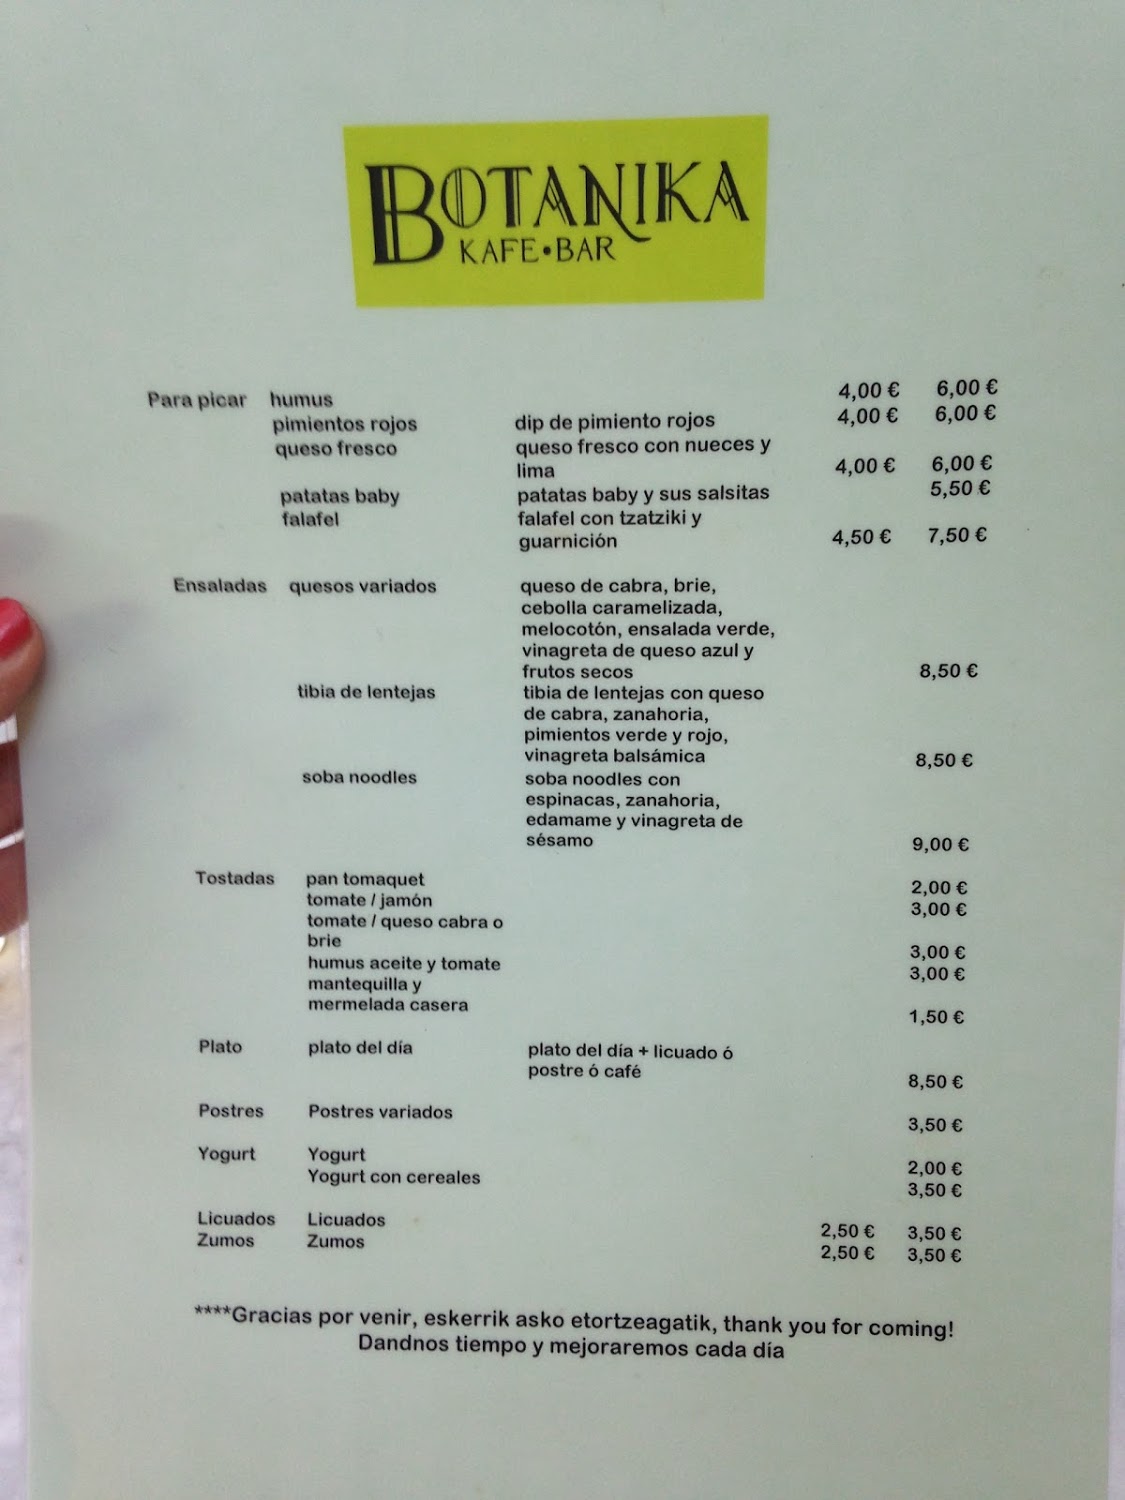 BOTANIKA
KAFE•BAR
Para picar humus 4,00 € 6,00 €
pimientos rojos dip de pimiento rojos 4,00 € 6,00 €
queso fresco queso fresco con nueces y
lima 4,00 € 6,00 €
patatas baby patatas baby y sus salsitas 5,50 €
falafel falafel con tzatziki y
guarnición 4,50 € 7,50 €
Ensaladas quesos variados queso de cabra, brie,
cebolla caramelizada,
melocotón, ensalada verde,
vinagreta de queso azul y
frutos secos 8,50 €
tibia de lentejas tibia de lentejas con queso
de cabra, zanahoria,
pimientos verde y rojo,
vinagreta balsámica 8,50 €
soba noodles soba noodles con
espinacas, zanahoria,
edamame y vinagreta de
sésamo 9,00 €
Tostadas pan tomaquet 2,00 €
tomate / jamón 3,00 €
tomate / queso cabra o
brie 3,00 €
humus aceite y tomate 3,00 €
mantequilla y
mermelada casera 1,50 €
Plato plato del día plato del día + licuado ó
postre ó café 8,50 €
Postres Postres variados 3,50 €
Yogurt Yogurt 2,00 €
Yogurt con cereales 3,50 €
Licuados Licuados 2,50 € 3,50 €
Zumos Zumos 2,50 € 3,50 €
****Gracias por venir, eskerrik asko etortzeagatik, thank you for coming!
Dandnos tiempo y mejoraremos cada día